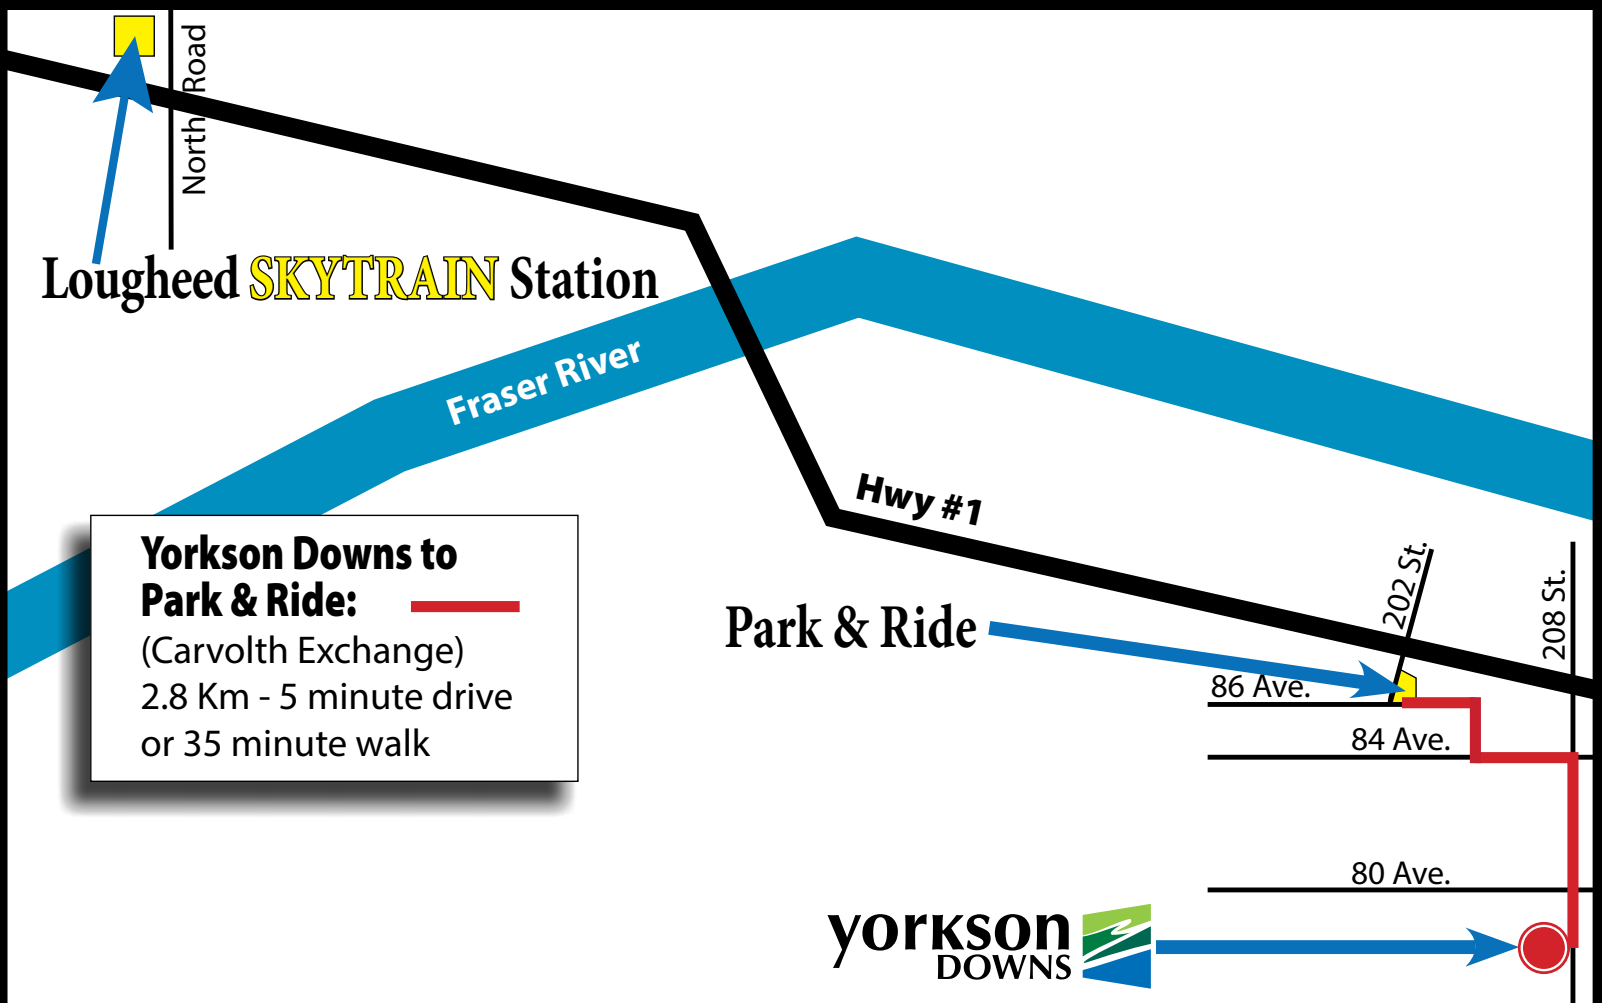 North Road
Lougheed SKYTRAIN Station
Fraser River
Hwy #1
Yorkson Downs to
Park & Ride:
(Carvolth Exchange)
2.8 Km - 5 minute drive
or 35 minute walk
Park & Ride
202 St.
208 St.
86 Ave.
84 Ave.
80 Ave.
yorkson
DOWNS